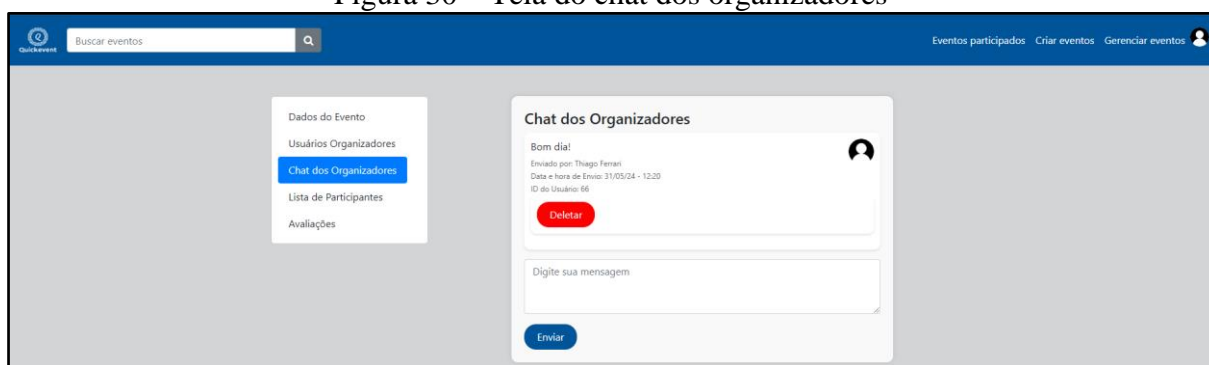 Figura 30 – Tela do chat dos organizadores
Quickevent
Buscar eventos
Eventos participados Criar eventos Gerenciar eventos
Dados do Evento
Usuários Organizadores
Chat dos Organizadores
Lista de Participantes
Avaliações
Chat dos Organizadores
Bom dia!
Enviado por: Thiago Ferrari
Data e hora de Envio: 31/05/24 - 12:20
ID do Usuário: 66
Deletar
Digite sua mensagem
Enviar